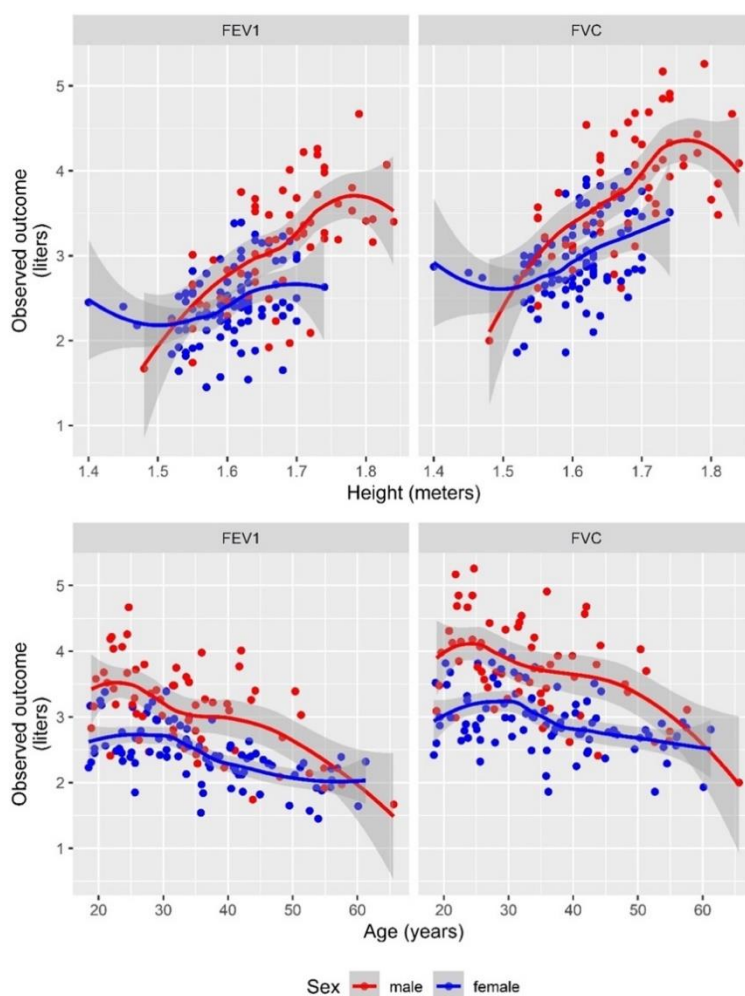 FEV1 FVC
5
4
3
2
1
Observed outcome
(liters)
1.4 1.5 1.6 1.7 1.8 1.4 1.5 1.6 1.7 1.8
Height (meters)
FEV1 FVC
5
4
3
2
1
Observed outcome
(liters)
20 30 40 50 60 20 30 40 50 60
Age (years)
Sex male female